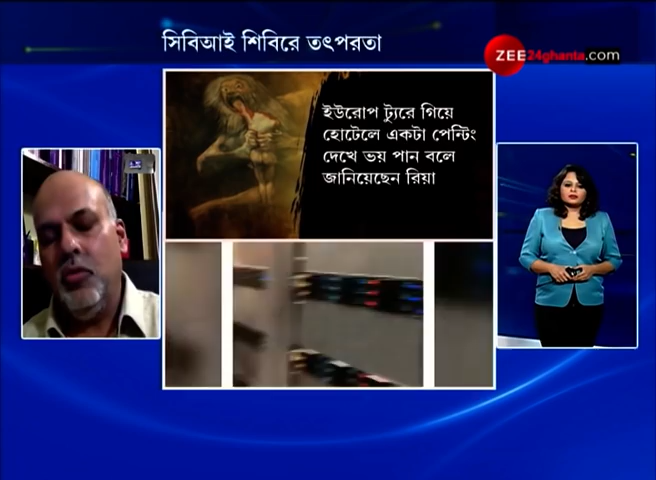 সিবিআই শিবিরে তৎপরতা
ZEE24ghanta.com
ইউরোপ ট্যুরে গিয়ে
হোটেলে একটা পেন্টিং
দেখে ভয় পান বলে
জানিয়েছেন রিয়া